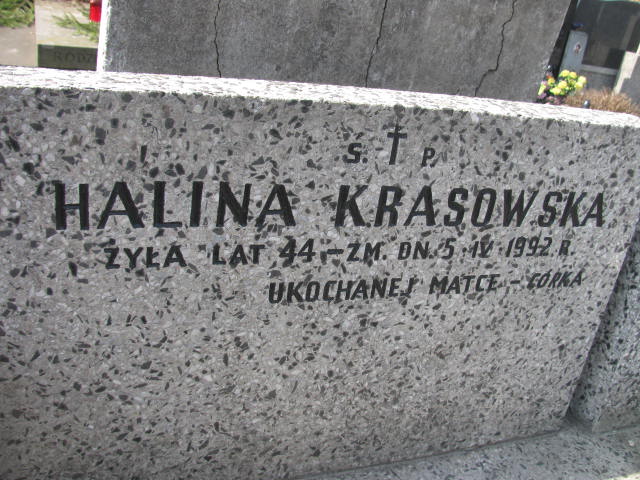 Ś. P.
HALINA KRASOWSKA
ŻYŁA LAT 44 - ZM. DN. 5 IV 1992 R.
UKOCHANEJ MATCE - CÓRKA